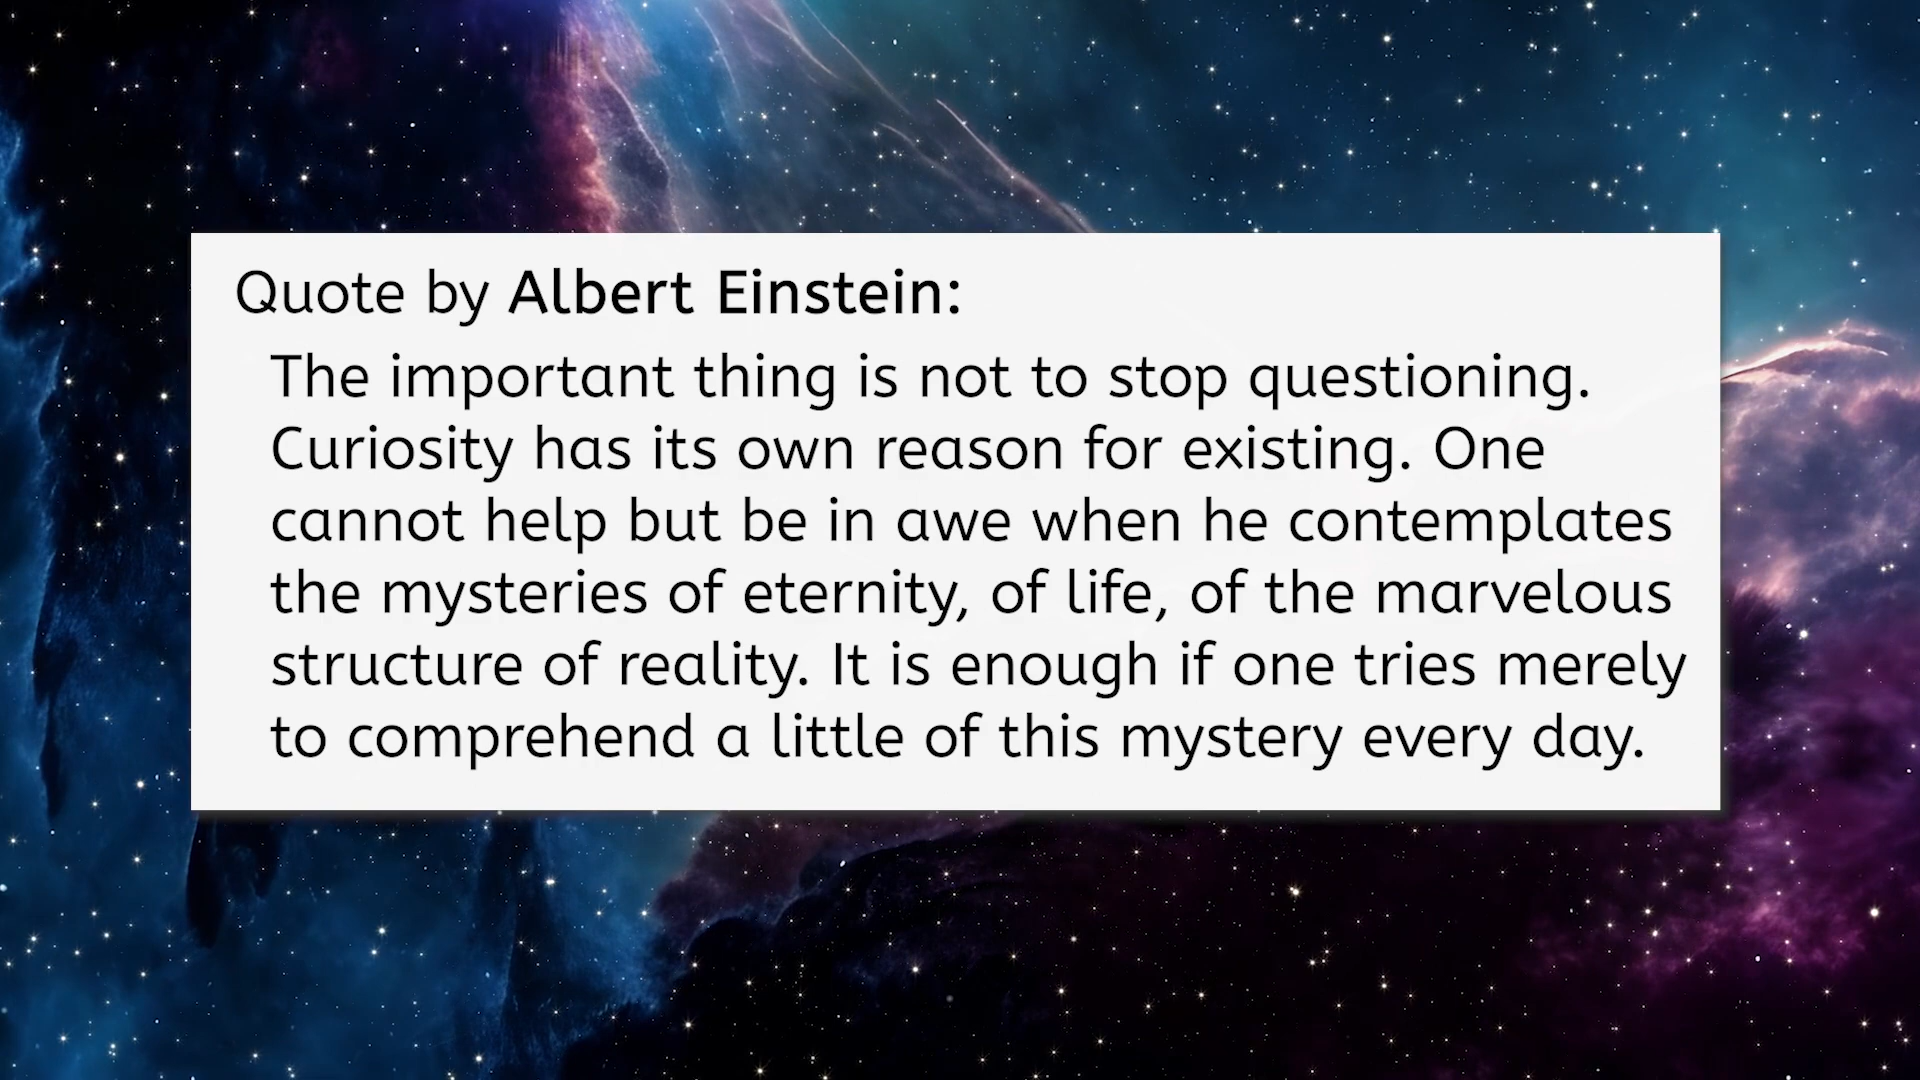 Quote by Albert Einstein:
The important thing is not to stop questioning.
Curiosity has its own reason for existing. One
cannot help but be in awe when he contemplates
the mysteries of eternity, of life, of the marvelous
structure of reality. It is enough if one tries merely
to comprehend a little of this mystery every day.